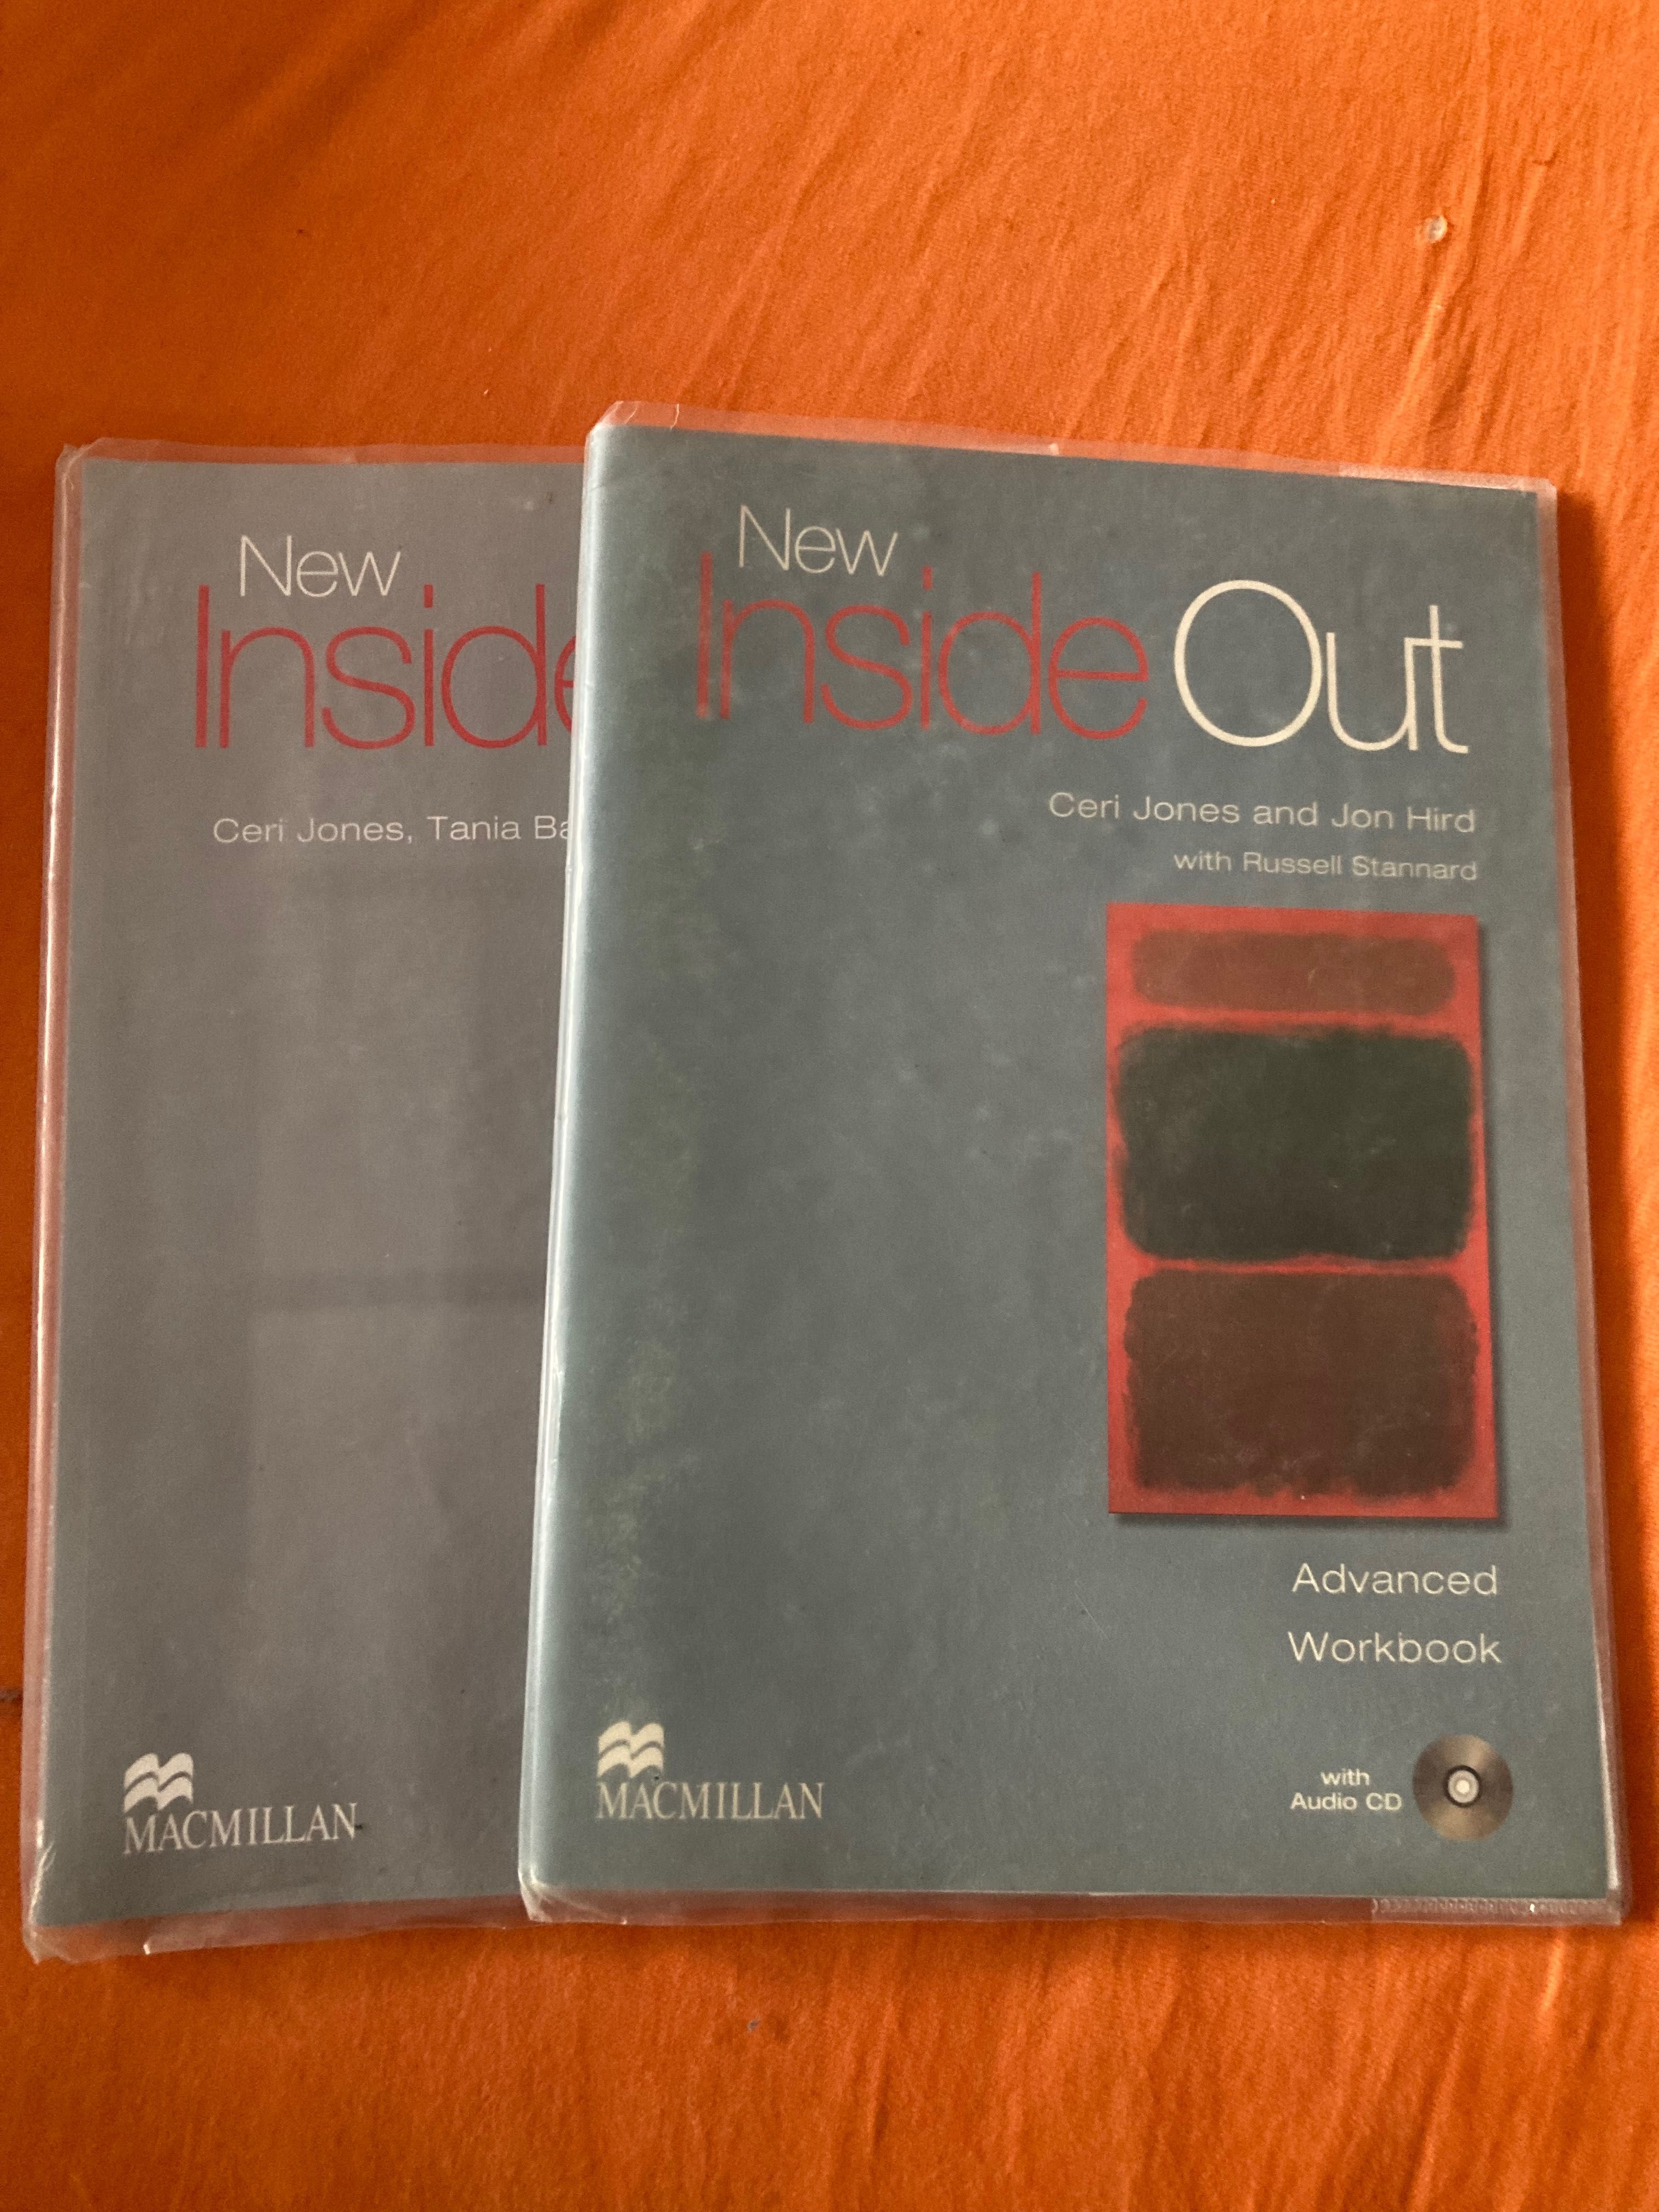 New
Inside
Ceri Jones, Tania
MACMILLAN
New
Inside Out
Ceri Jones and Jon Hird
with Russell Stannard
Advanced
Workbook
with
Audio CD
MACMILLAN